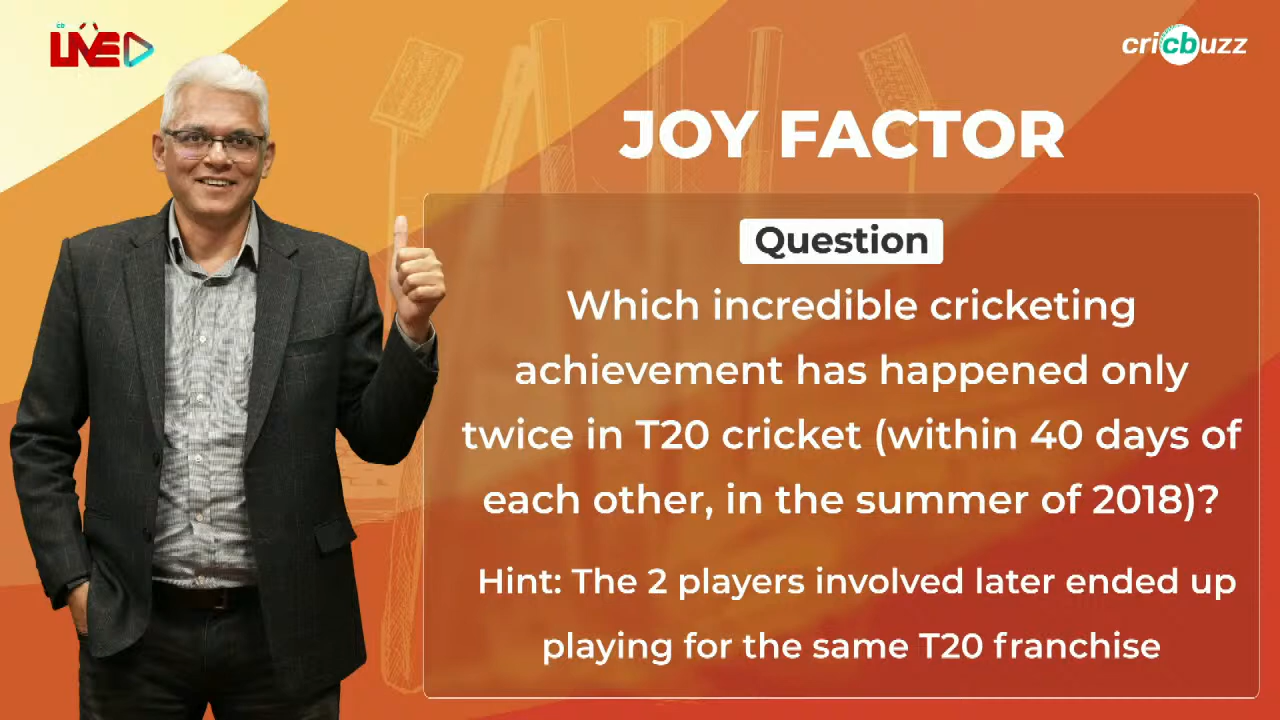 cb
LIVE
cricbuzz
JOY FACTOR
Question
Which incredible cricketing
achievement has happened only
twice in T20 cricket (within 40 days of
each other, in the summer of 2018)?
Hint: The 2 players involved later ended up
playing for the same T20 franchise